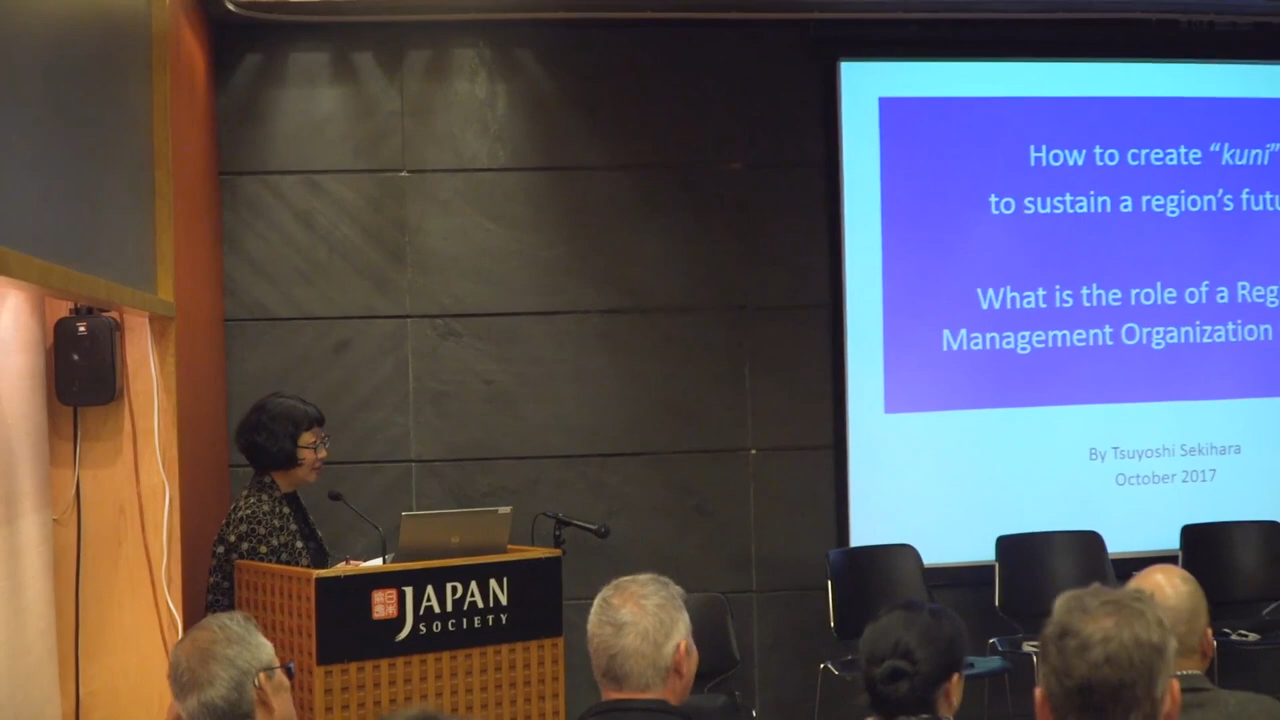 How to create “kuni”
to sustain a region’s futu
What is the role of a Reg
Management Organization
By Tsuyoshi Sekihara
October 2017
JAPAN
SOCIETY